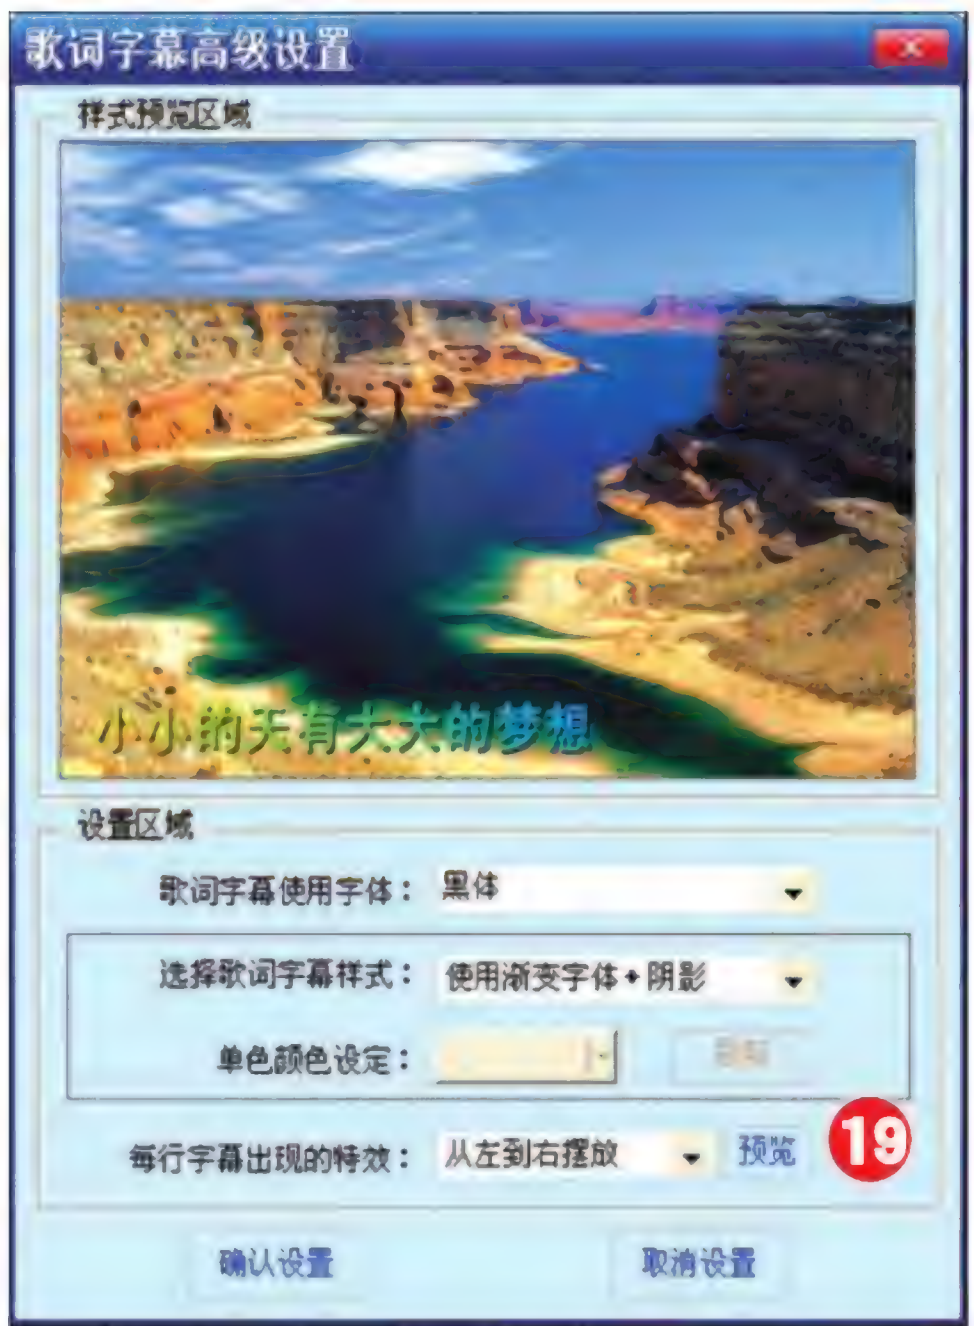 歌词字幕高级设置
样式预览区域
小小的天有大大的梦想
设置区域
歌词字幕使用字体： 黑体
选择歌词字幕样式： 使用渐变字体+阴影
单色颜色设定：
每行字幕出现的特效： 从左到右摆放 预览 19
确认设置 取消设置